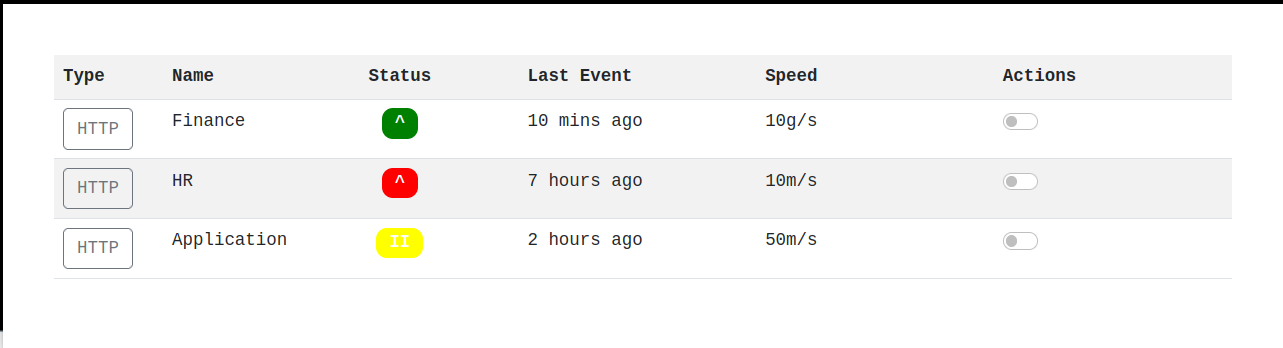 Type Name Status Last Event Speed Actions
HTTP Finance ^ 10 mins ago 10g/s
HTTP HR ^ 7 hours ago 10m/s
HTTP Application II 2 hours ago 50m/s